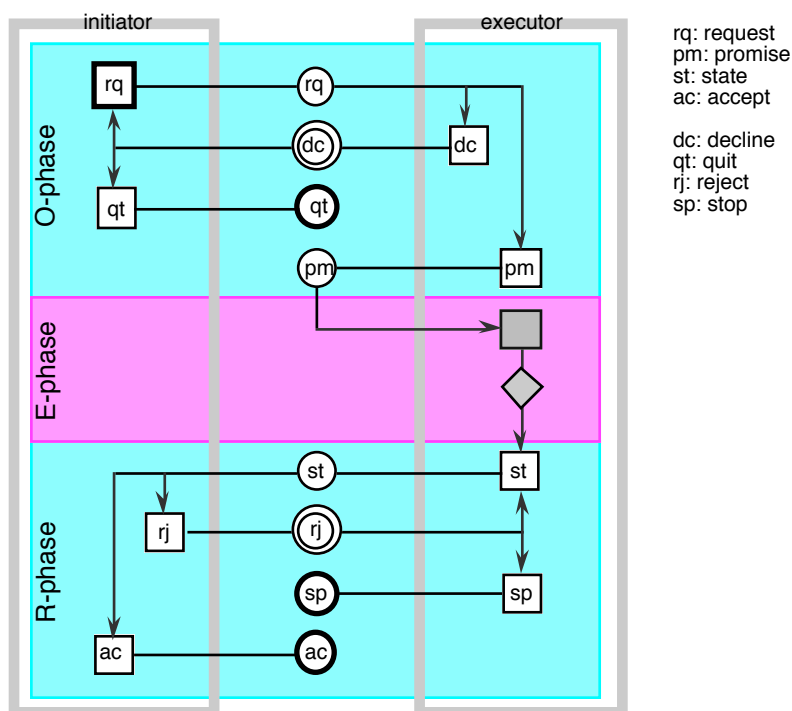 initiator
executor
rq: request
pm: promise
st: state
ac: accept
dc: decline
qt: quit
rj: reject
sp: stop
O-phase
rq
rq
dc
dc
qt
qt
pm
pm
E-phase
R-phase
st
st
rj
rj
sp
sp
ac
ac